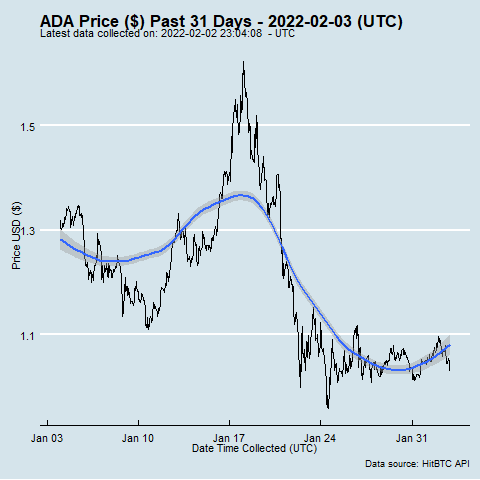 ADA Price ($) Past 31 Days - 2022-02-03 (UTC)
Latest data collected on: 2022-02-02 23:04:08 - UTC
1.5
1.3
1.1
Price USD ($)
Jan 03 Jan 10 Jan 17 Jan 24 Jan 31
Date Time Collected (UTC)
Data source: HitBTC API